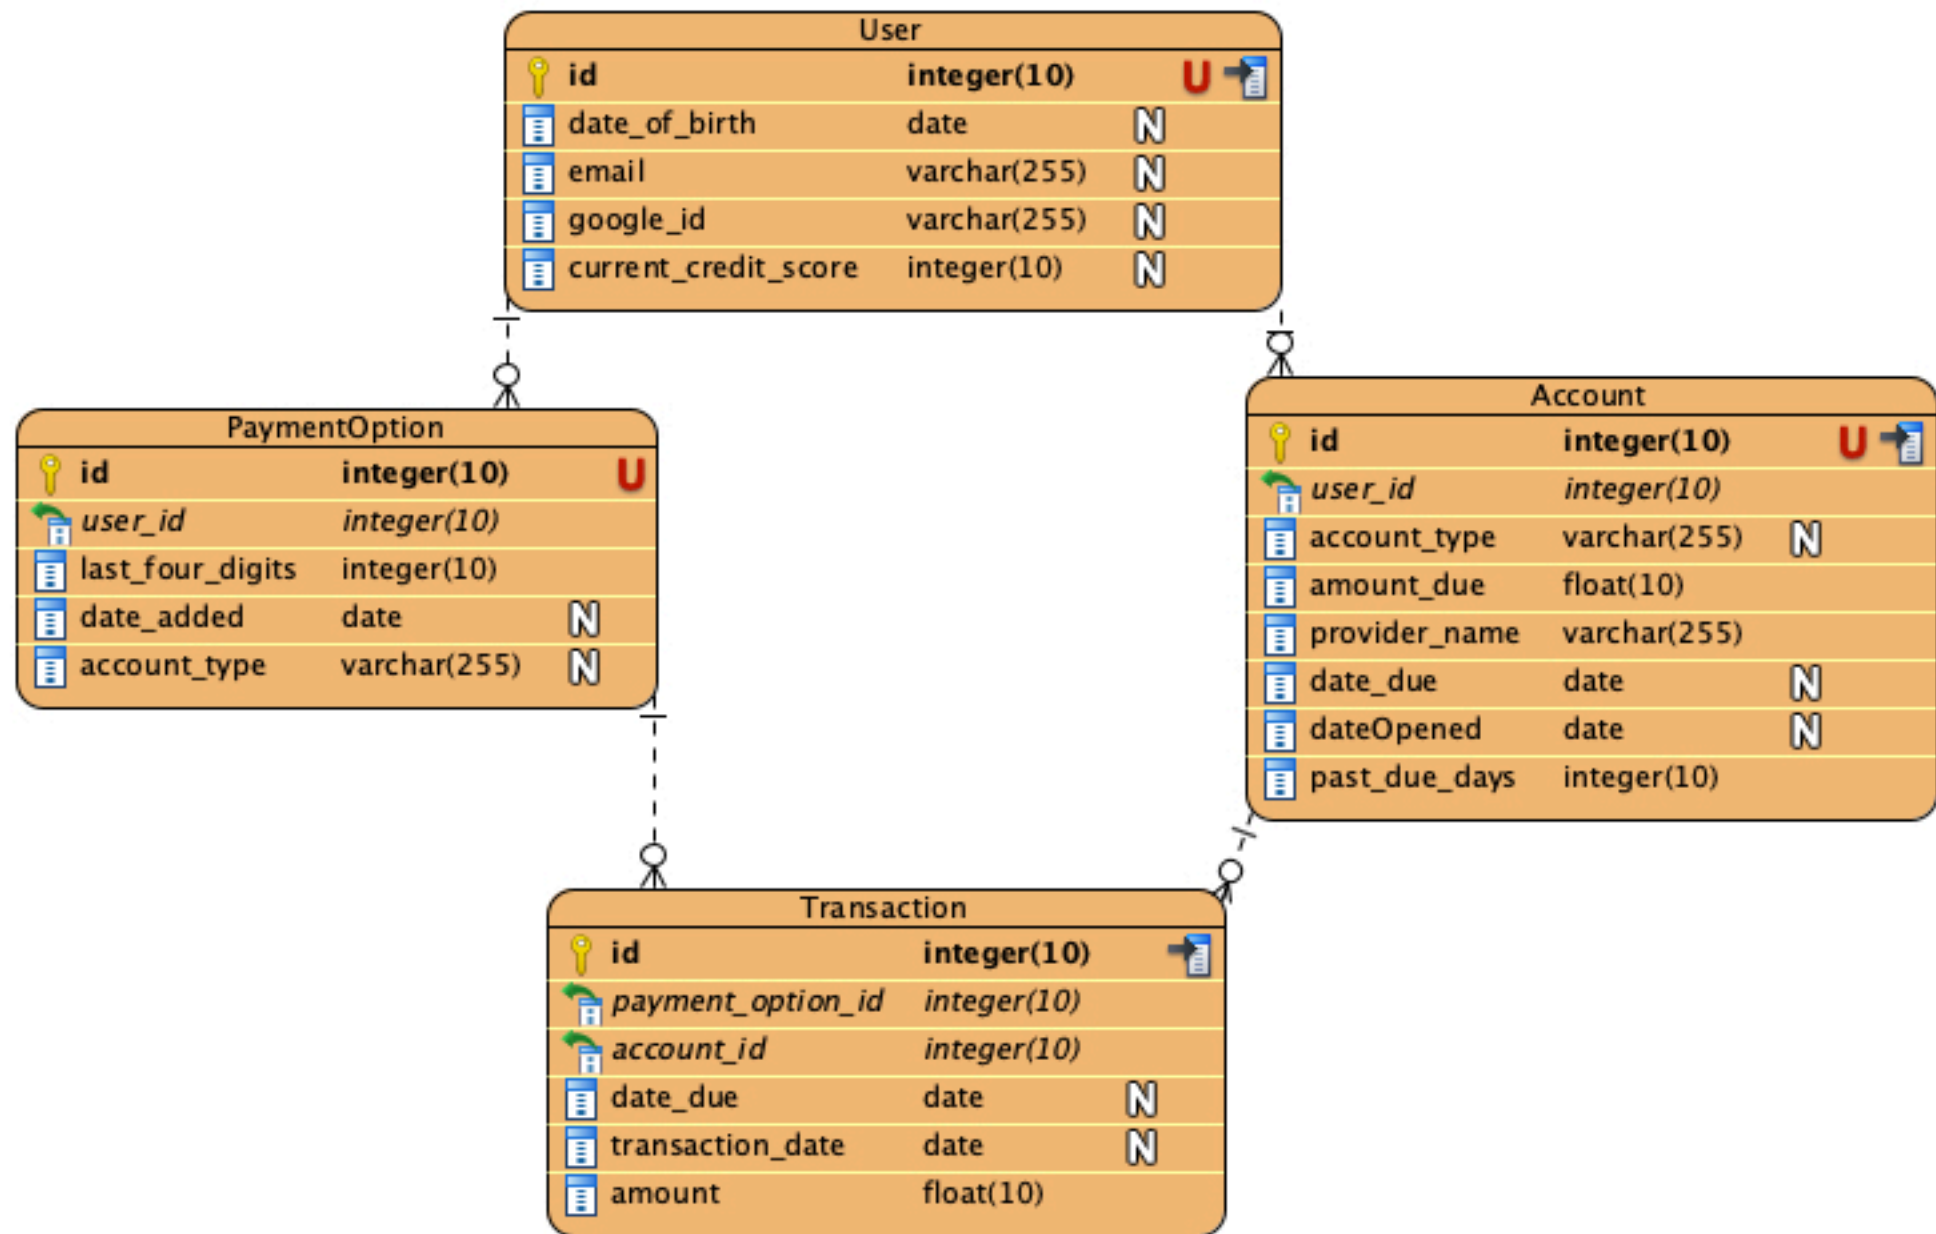 User
id integer(10) U
date_of_birth date N
email varchar(255) N
google_id varchar(255) N
current_credit_score integer(10) N
PaymentOption
id integer(10) U
user_id integer(10)
last_four_digits integer(10)
date_added date N
account_type varchar(255) N
Account
id integer(10) U
user_id integer(10)
account_type varchar(255) N
amount_due float(10)
provider_name varchar(255)
date_due date N
dateOpened date N
past_due_days integer(10)
Transaction
id integer(10)
payment_option_id integer(10)
account_id integer(10)
date_due date N
transaction_date date N
amount float(10)